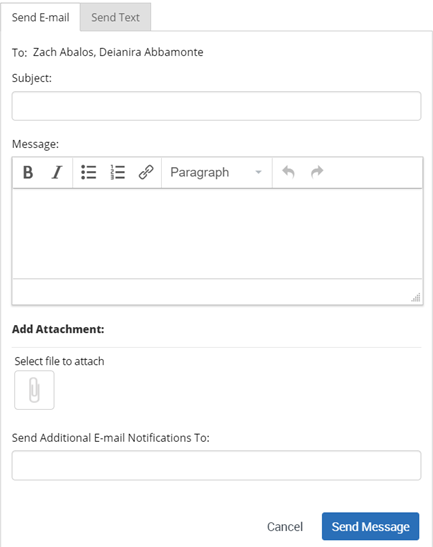 Send E-mail Send Text
To: Zach Abalos, Deianira Abbamonte
Subject:
Message:
B I Paragraph
Add Attachment:
Select file to attach
Send Additional E-mail Notifications To:
Cancel Send Message